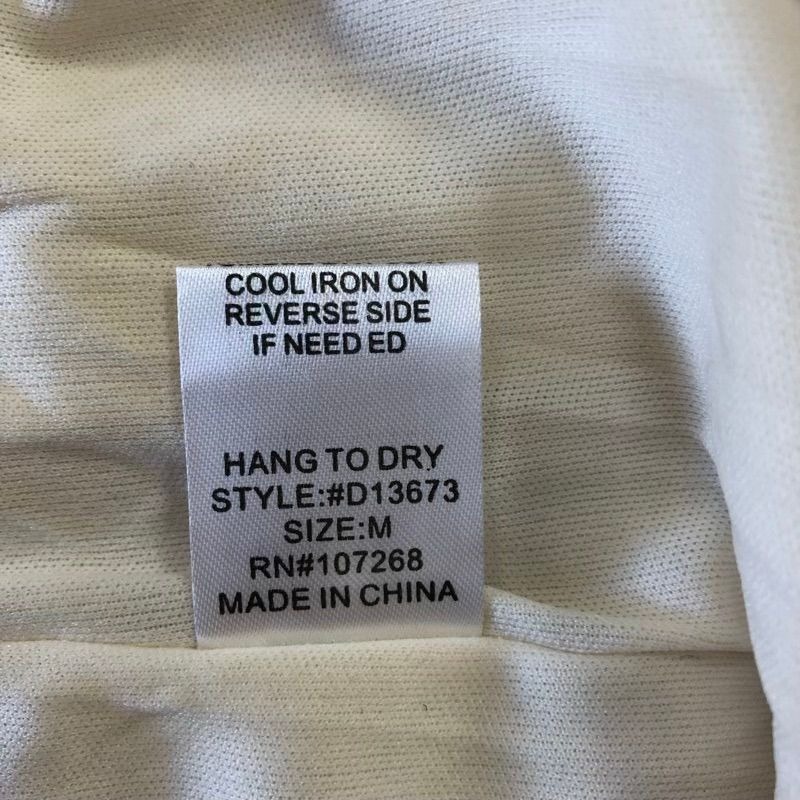 COOL IRON ON
REVERSE SIDE
IF NEED ED
HANG TO DRY
STYLE:#D13673
SIZE:M
RN#107268
MADE IN CHINA